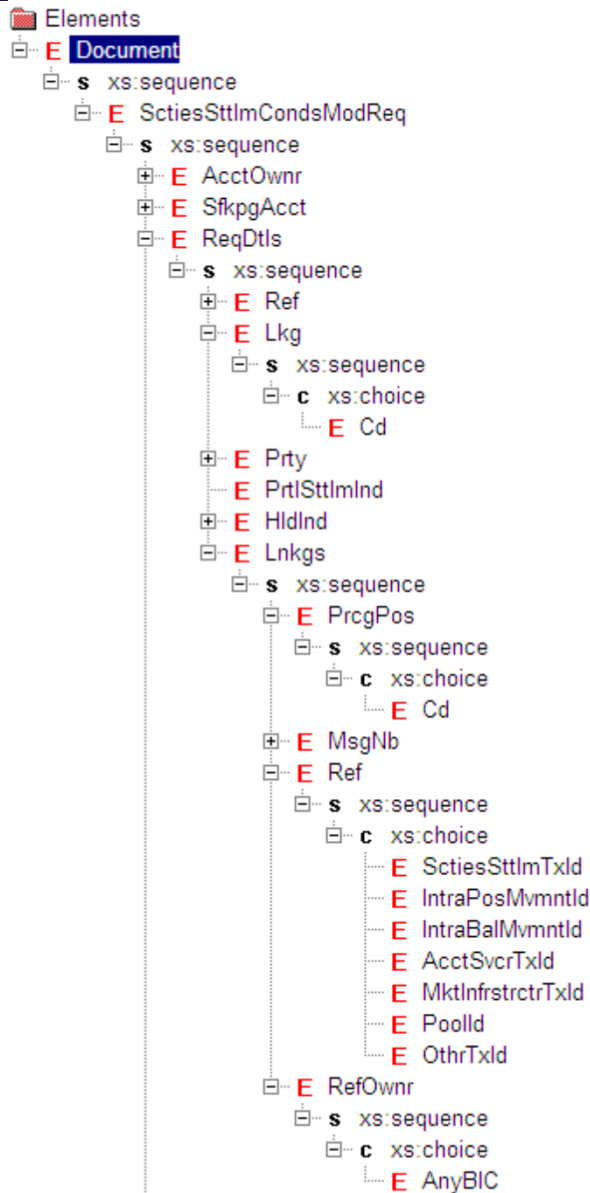 Elements
E Document
s xs:sequence
E SctiesSttlmCondsModReq
s xs:sequence
E AcctOwnr
E SfkpgAcct
E ReqDtls
s xs:sequence
E Ref
E Lkg
s xs:sequence
c xs:choice
E Cd
E Prty
E PrtlSttlmInd
E HldInd
E Lnkgs
s xs:sequence
E PrcgPos
s xs:sequence
c xs:choice
E Cd
E MsgNb
E Ref
s xs:sequence
c xs:choice
E SctiesSttlmTxId
E IntraPosMvmntId
E IntraBalMvmntId
E AcctSvcrTxId
E MktInfrstrctrTxId
E PoolId
E OthrTxId
E RefOwnr
s xs:sequence
c xs:choice
E AnyBIC